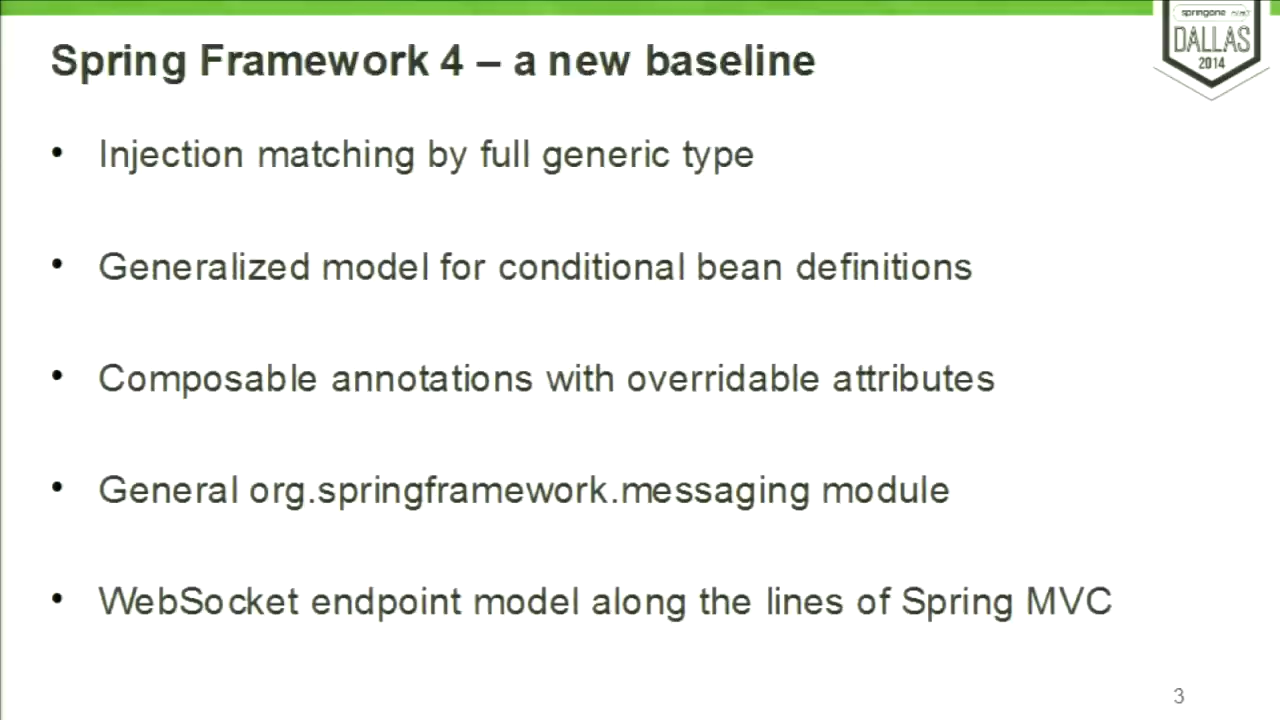 springone
DALLAS
2014
Spring Framework 4 – a new baseline
• Injection matching by full generic type
• Generalized model for conditional bean definitions
• Composable annotations with overridable attributes
• General org.springframework.messaging module
• WebSocket endpoint model along the lines of Spring MVC
3